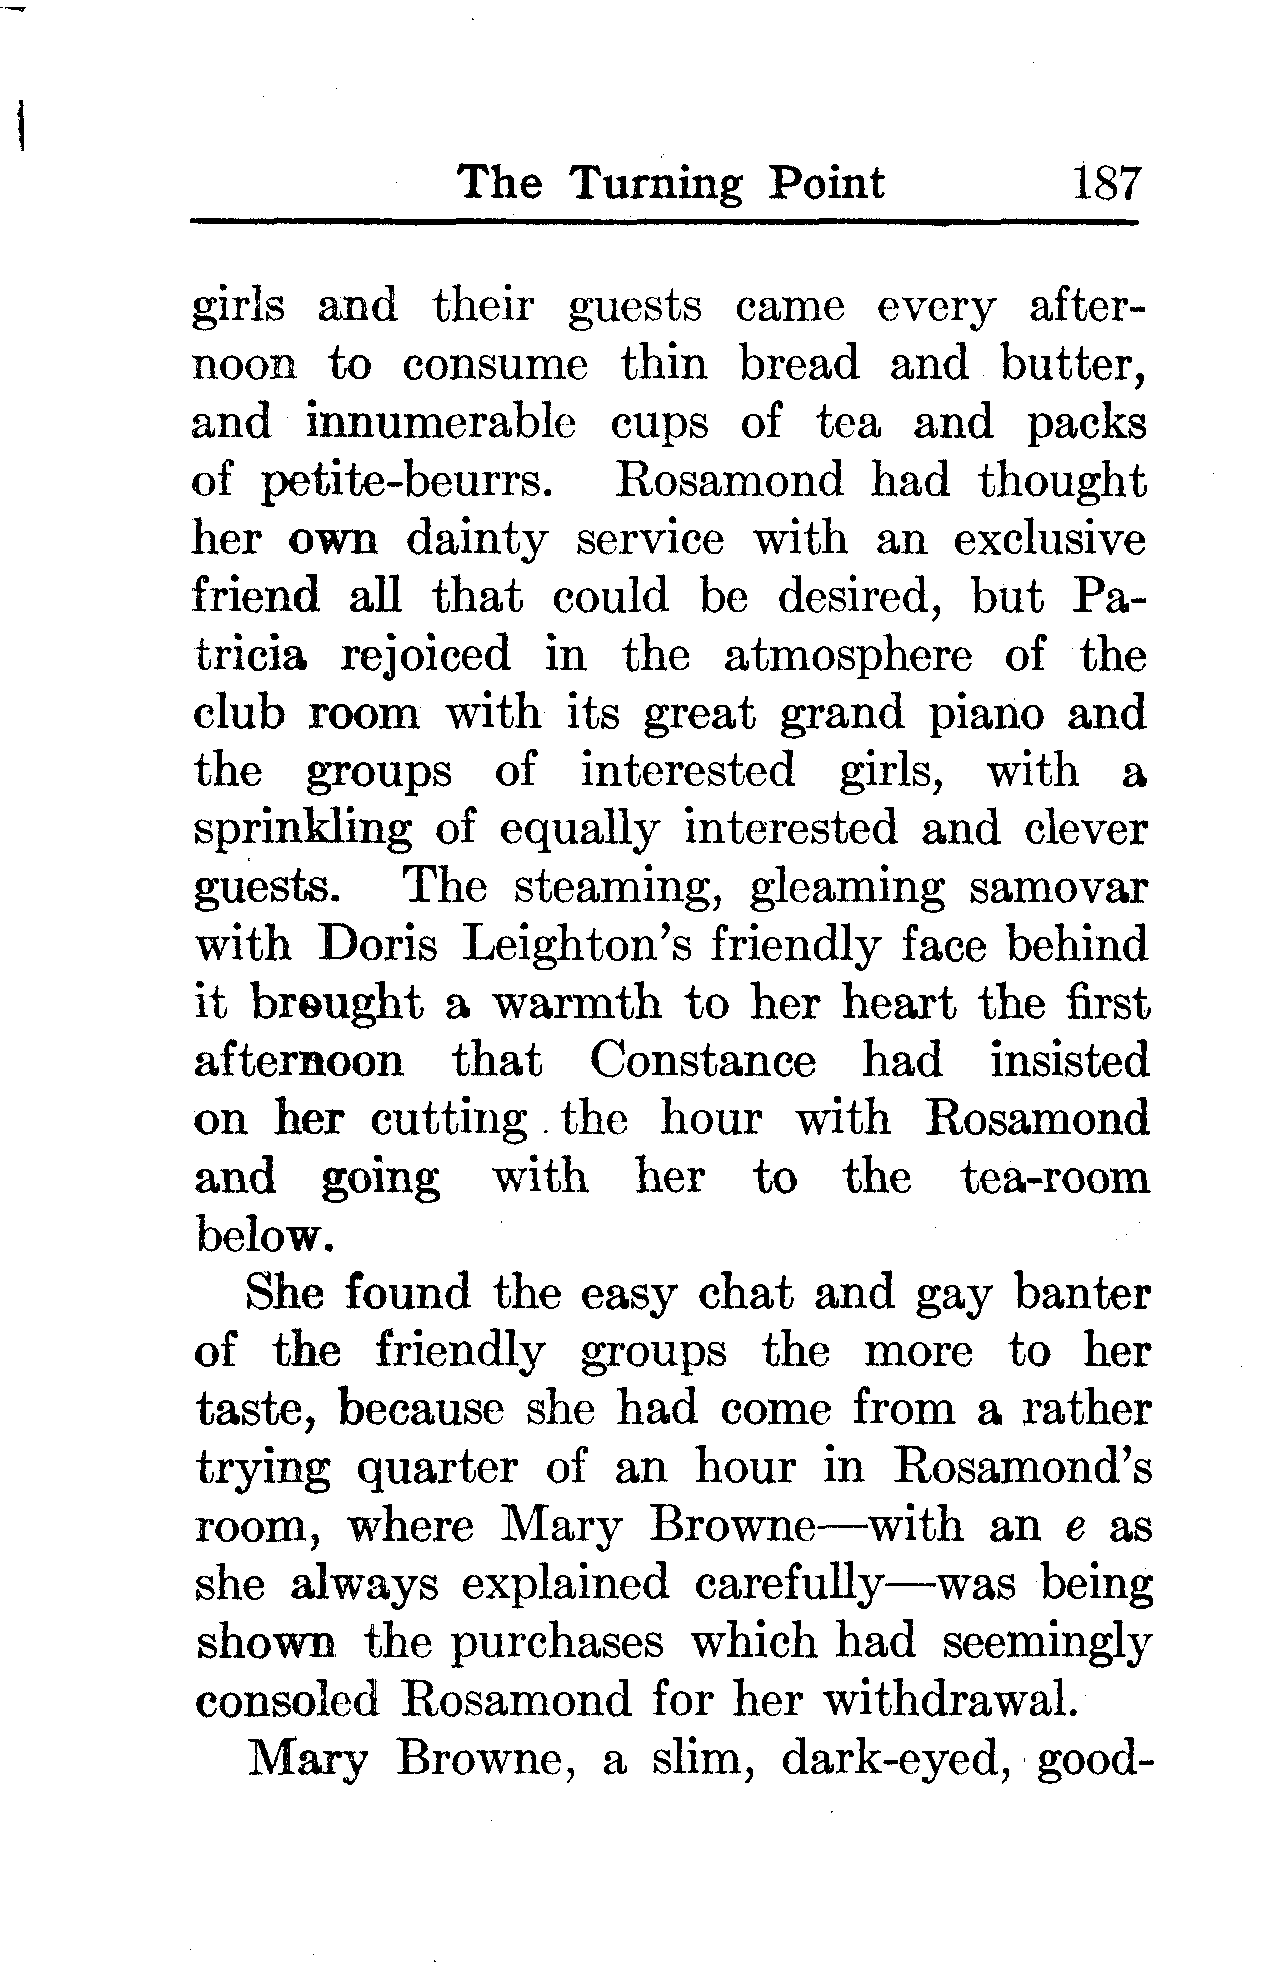 The Turning Point 187
girls and their guests came every after-
noon to consume thin bread and butter,
and innumerable cups of tea and packs
of petite-beurrs. Rosamond had thought
her own dainty service with an exclusive
friend all that could be desired, but Pa-
tricia rejoiced in the atmosphere of the
club room with its great grand piano and
the groups of interested girls, with a
sprinkling of equally interested and clever
guests. The steaming, gleaming samovar
with Doris Leighton's friendly face behind
it brought a warmth to her heart the first
afternoon that Constance had insisted
on her cutting the hour with Rosamond
and going with her to the tea-room
below.
She found the easy chat and gay banter
of the friendly groups the more to her
taste, because she had come from a rather
trying quarter of an hour in Rosamond's
room, where Mary Browne—with an e as
she always explained carefully—was being
shown the purchases which had seemingly
consoled Rosamond for her withdrawal.
Mary Browne, a slim, dark-eyed, good-